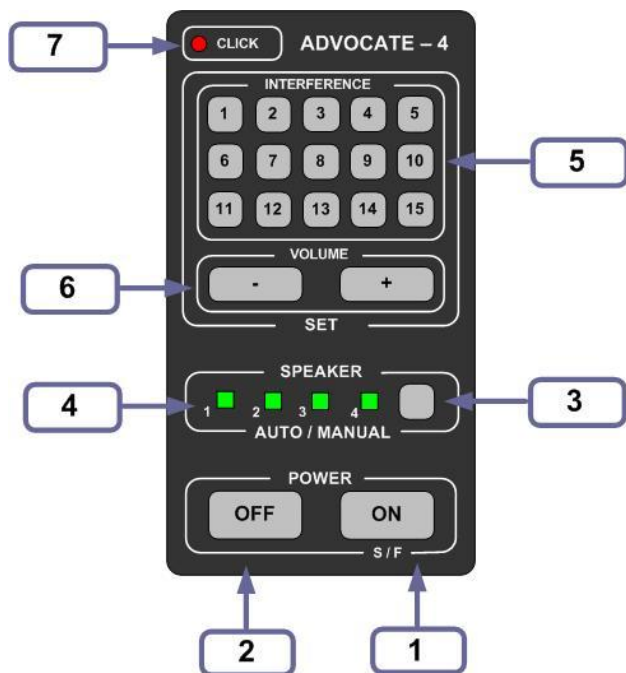 7
CLICK ADVOCATE – 4
INTERFERENCE
1 2 3 4 5
6 7 8 9 10
5
11 12 13 14 15
VOLUME
6
- +
SET
SPEAKER
4
1 2 3 4
3
AUTO / MANUAL
POWER
OFF ON
S / F
2 1